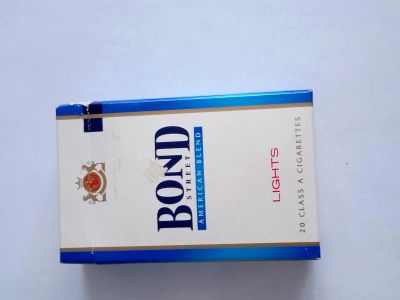 BOND
STREET
AMERICAN BLEND
LIGHTS
20 CLASS A CIGARETTES